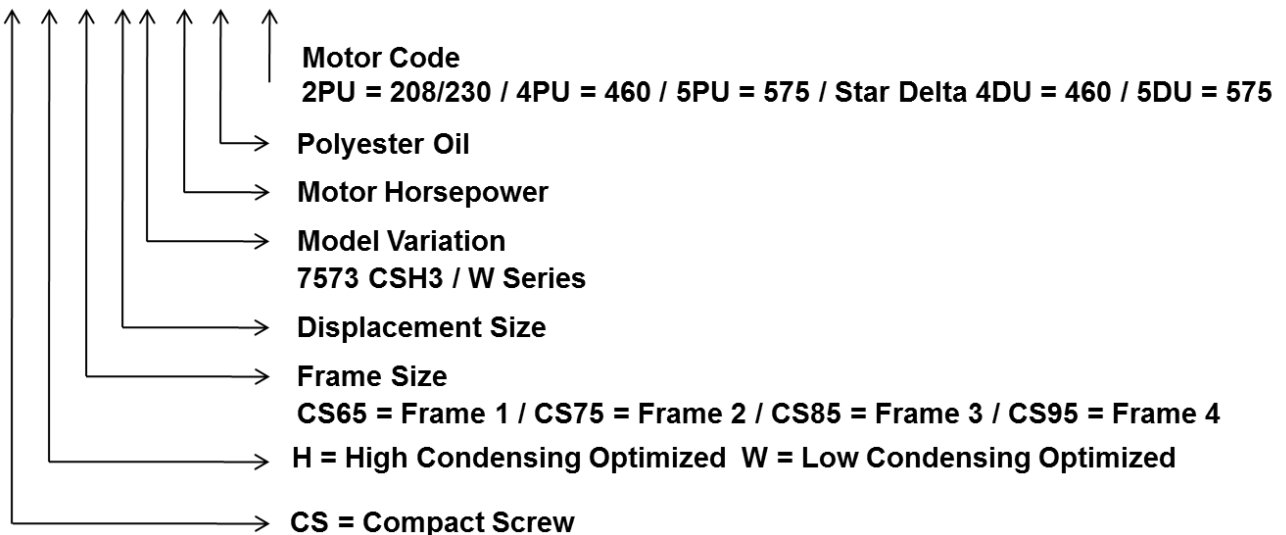 Motor Code
2PU = 208/230 / 4PU = 460 / 5PU = 575 / Star Delta 4DU = 460 / 5DU = 575
Polyester Oil
Motor Horsepower
Model Variation
7573 CSH3 / W Series
Displacement Size
Frame Size
CS65 = Frame 1 / CS75 = Frame 2 / CS85 = Frame 3 / CS95 = Frame 4
H = High Condensing Optimized W = Low Condensing Optimized
CS = Compact Screw